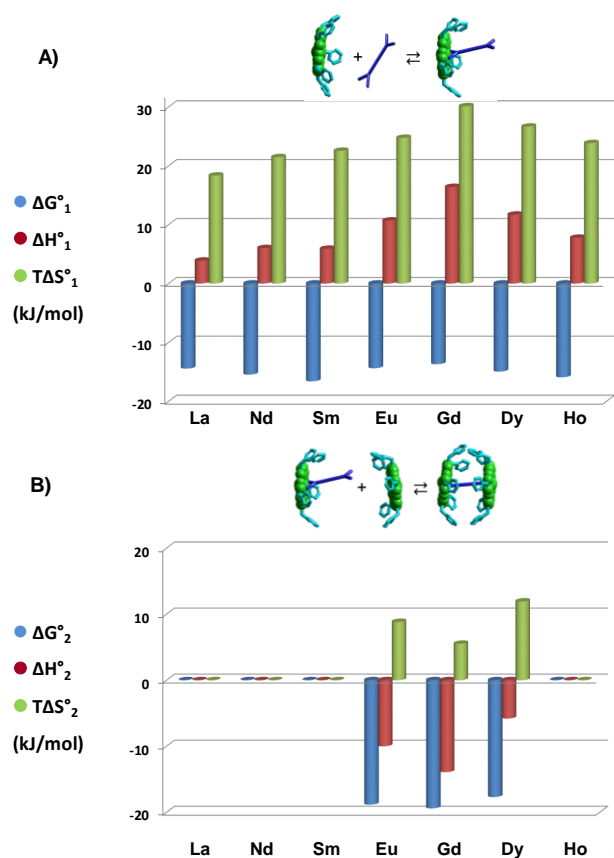 A)
+
⇄
30
20
10
0
-10
-20
ΔG°₁
ΔH°₁
TΔS°₁
(kJ/mol)
La Nd Sm Eu Gd Dy Ho
B)
+
⇄
20
10
0
-10
-20
ΔG°₂
ΔH°₂
TΔS°₂
(kJ/mol)
La Nd Sm Eu Gd Dy Ho